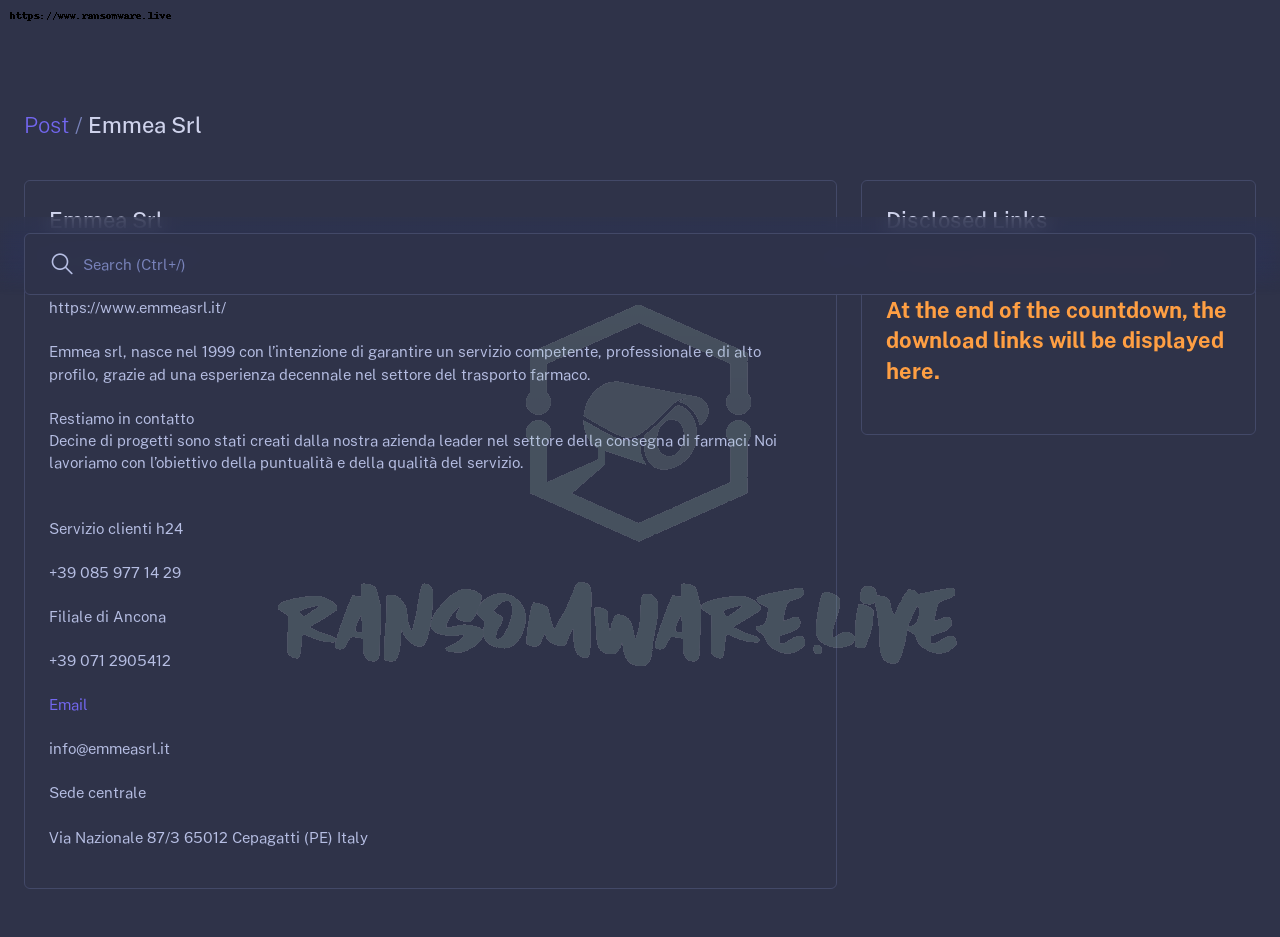 https://www.ransomware.live
Post / Emmea Srl
Emmea Srl
Disclosed Links
Search (Ctrl+/)
https://www.emmeasrl.it/
Emmea srl, nasce nel 1999 con l’intenzione di garantire un servizio competente, professionale e di alto
profilo, grazie ad una esperienza decennale nel settore del trasporto farmaco.
Restiamo in contatto
Decine di progetti sono stati creati dalla nostra azienda leader nel settore della consegna di farmaci. Noi
lavoriamo con l’obiettivo della puntualità e della qualità del servizio.
Servizio clienti h24
+39 085 977 14 29
Filiale di Ancona
+39 071 2905412
Email
info@emmeasrl.it
Sede centrale
Via Nazionale 87/3 65012 Cepagatti (PE) Italy
At the end of the countdown, the
download links will be displayed
here.
RANSOMWARE.LIVE